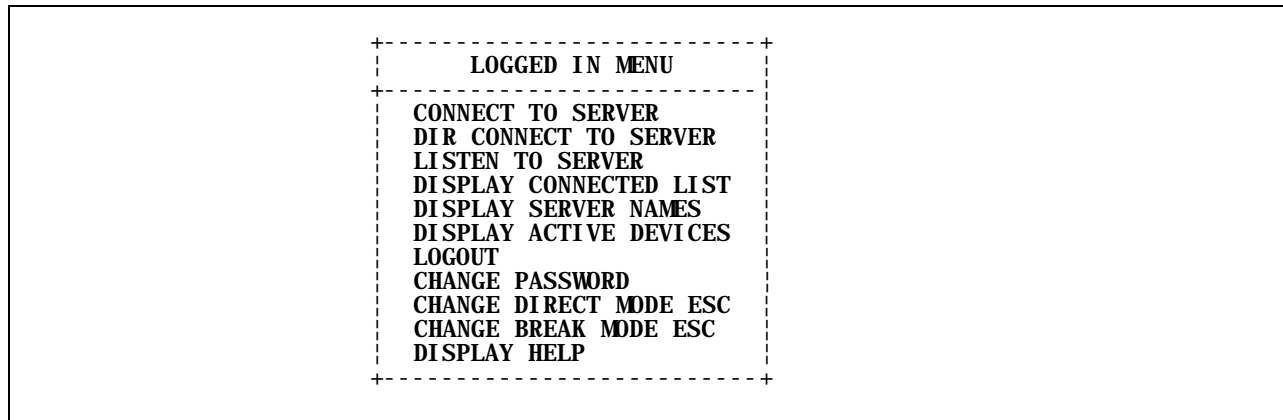 +--------------------------+
¦ LOGGED IN MENU ¦
+--------------------------¦
¦ CONNECT TO SERVER ¦
¦ DIR CONNECT TO SERVER ¦
¦ LISTEN TO SERVER ¦
¦ DISPLAY CONNECTED LIST ¦
¦ DISPLAY SERVER NAMES ¦
¦ DISPLAY ACTIVE DEVICES ¦
¦ LOGOUT ¦
¦ CHANGE PASSWORD ¦
¦ CHANGE DIRECT MODE ESC ¦
¦ CHANGE BREAK MODE ESC ¦
¦ DISPLAY HELP ¦
+--------------------------+